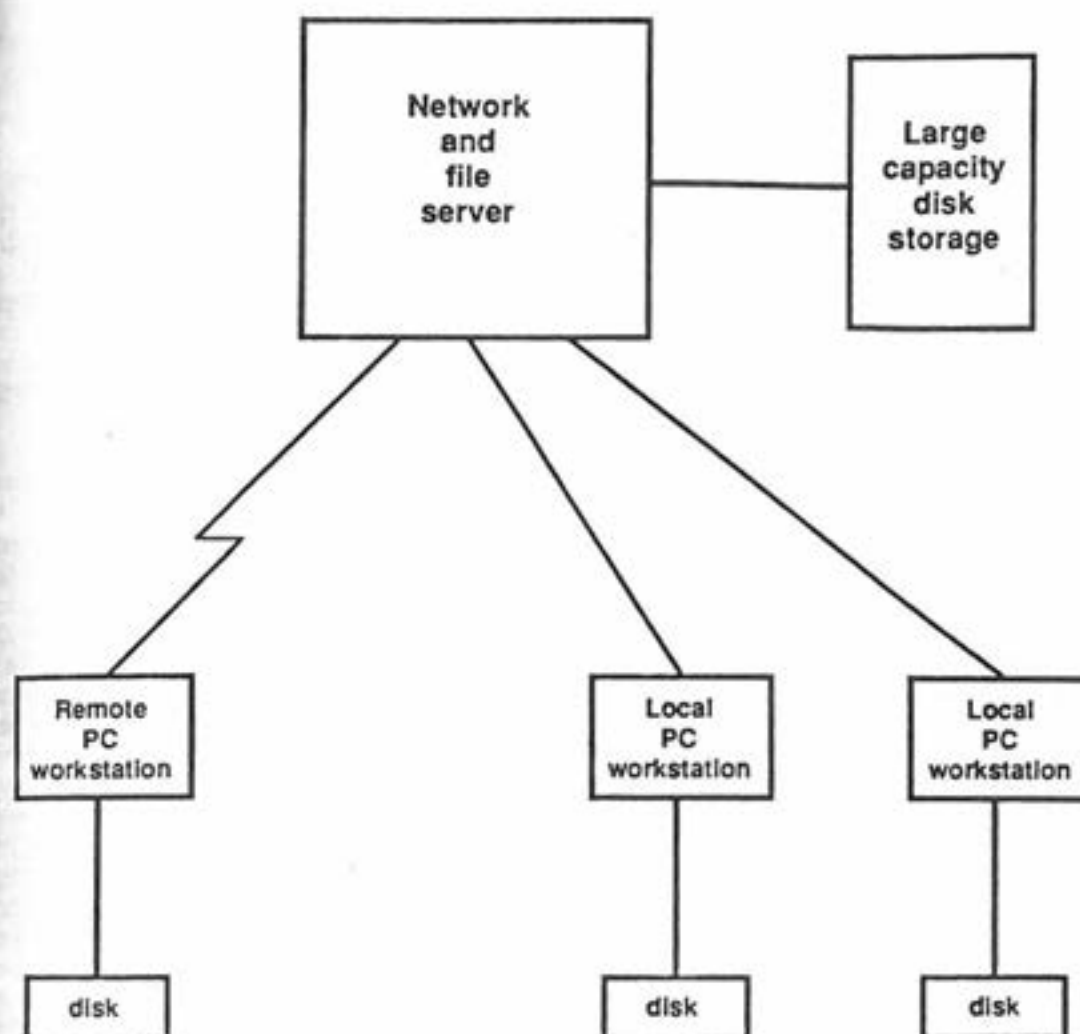 Network
and
file
server
Large
capacity
disk
storage
Remote
PC
workstation
Local
PC
workstation
Local
PC
workstation
disk
disk
disk